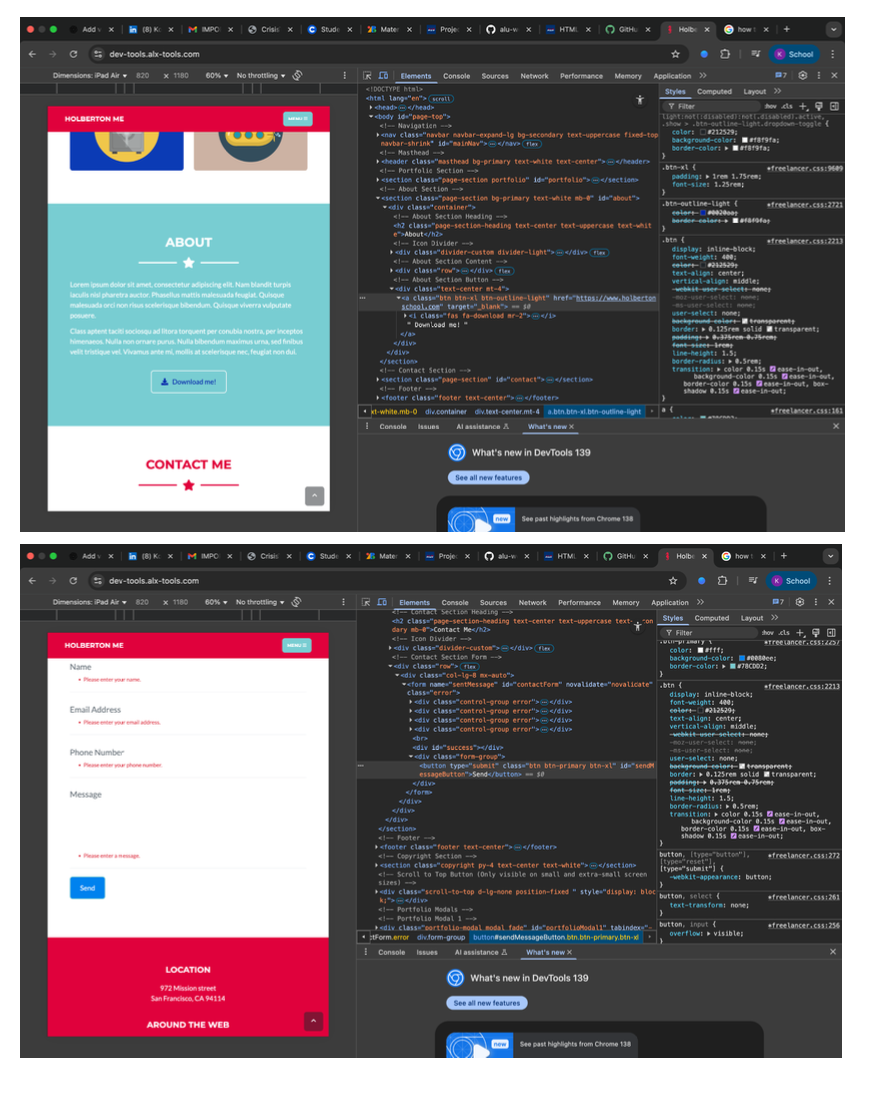 Add v
(8) Kc
IMPO
Crisis
Stude
Mater
Projec
alu-w
HTML
GitHu
Holbe
how t
dev-tools.alx-tools.com
School
Dimensions: iPad Air 820 x 1180 60% No throttling
Elements Console Sources Network Performance Memory Application
7
HOLBERTON ME
MENU
ABOUT
Lorem ipsum dolor sit amet, consectetur adipiscing elit. Nam blandit turpis
iaculis nisl pharetra auctor. Phasellus mattis malesuada feugiat. Quisque
malesuada orci non risus scelerisque bibendum. Quisque viverra vulputate
posuere.
Class aptent taciti sociosqu ad litora torquent per conubia nostra, per inceptos
himenaeos. Nulla non ornare purus. Nulla bibendum maximus urna, sed finibus
velit tristique vel. Vivamus ante mi, mollis at scelerisque nec, feugiat non dui.
Download me!
CONTACT ME
<!DOCTYPE html>
<html lang="en"> scroll
<head> </head>
<body id="page-top">
<!-- Navigation -->
<nav class="navbar navbar-expand-lg bg-secondary text-uppercase fixed-top
navbar-shrink" id="mainNav"> </nav> flex
<!-- Masthead -->
<header class="masthead bg-primary text-white text-center"> </header>
<!-- Portfolio Section -->
<section class="page-section portfolio" id="portfolio"> </section>
<!-- About Section -->
<section class="page-section bg-primary text-white mb-0" id="about">
<div class="container">
<!-- About Section Heading -->
<h2 class="page-section-heading text-center text-uppercase text-whit
e">About</h2>
<!-- Icon Divider -->
<div class="divider-custom divider-light"> </div> flex
<!-- About Section Content -->
<div class="row"> </div> flex
<!-- About Section Button -->
<div class="text-center mt-4">
<a class="btn btn-xl btn-outline-light" href="https://www.holberton
school.com" target="_blank"> == $0
<i class="fas fa-download mr-2"> </i>
" Download me! "
</a>
</div>
</div>
</section>
<!-- Contact Section -->
<section class="page-section" id="contact"> </section>
<!-- Footer -->
<footer class="footer text-center"> </footer>
xt-white.mb-0 div.container div.text-center.mt-4 a.btn.btn-xl.btn-outline-light
Styles Computed Layout
Filter :hov .cls
light:not(:disabled):not(.disabled).active,
.show > .btn-outline-light.dropdown-toggle {
color: #212529;
background-color: #f8f9fa;
border-color: #f8f9fa;
}
.btn-xl { freelancer.css:9609
padding: 1rem 1.75rem;
font-size: 1.25rem;
}
.btn-outline-light { freelancer.css:2721
color: #0020aa;
border-color: #f8f9fa;
}
.btn { freelancer.css:2213
display: inline-block;
font-weight: 400;
color: #212529;
text-align: center;
vertical-align: middle;
-webkit-user-select: none;
-moz-user-select: none;
-ms-user-select: none;
user-select: none;
background-color: transparent;
border: 0.125rem solid transparent;
padding: 0.375rem 0.75rem;
font-size: 1rem;
line-height: 1.5;
border-radius: 0.5rem;
transition: color 0.15s ease-in-out,
background-color 0.15s ease-in-out,
border-color 0.15s ease-in-out, box-
shadow 0.15s ease-in-out;
}
a { freelancer.css:161
Console Issues AI assistance What's new
What's new in DevTools 139
See all new features
new
See past highlights from Chrome 138
Add v
(8) Kc
IMPO
Crisis
Stude
Mater
Projec
alu-w
HTML
GitHu
Holbe
how t
dev-tools.alx-tools.com
School
Dimensions: iPad Air 820 x 1180 60% No throttling
Elements Console Sources Network Performance Memory Application
7
HOLBERTON ME
MENU
Name
Please enter your name.
Email Address
Please enter your email address.
Phone Number
Please enter your phone number.
Message
Please enter a message.
Send
LOCATION
972 Mission street
San Francisco, CA 94114
AROUND THE WEB
<!-- Contact Section Heading -->
<h2 class="page-section-heading text-center text-uppercase text-secon
dary mb-0">Contact Me</h2>
<!-- Icon Divider -->
<div class="divider-custom"> </div> flex
<!-- Contact Section Form -->
<div class="row"> flex
<div class="col-lg-8 mx-auto">
<form name="sentMessage" id="contactForm" novalidate="novalidate"
class="error">
<div class="control-group error"> </div>
<div class="control-group error"> </div>
<div class="control-group error"> </div>
<div class="control-group error"> </div>
<br>
<div id="success"></div>
<div class="form-group">
<button type="submit" class="btn btn-primary btn-xl" id="sendM
essageButton">Send</button> == $0
</div>
</form>
</div>
</div>
</div>
</section>
<!-- Footer -->
<footer class="footer text-center"> </footer>
<!-- Copyright Section -->
<section class="copyright py-4 text-center text-white"> </section>
<!-- Scroll to Top Button (Only visible on small and extra-small screen
sizes) -->
<div class="scroll-to-top d-lg-none position-fixed " style="display: bloc
k;"> </div>
<!-- Portfolio Modals -->
<!-- Portfolio Modal 1 -->
<div class="portfolio-modal modal fade" id="portfolioModal1" tabindex="-
tForm.error div.form-group button#sendMessageButton.btn.btn-primary.btn-xl
Styles Computed Layout
Filter :hov .cls
.btn-primary { freelancer.css:2257
color: #fff;
background-color: #0080ee;
border-color: #78CDD2;
}
.btn { freelancer.css:2213
display: inline-block;
font-weight: 400;
color: #212529;
text-align: center;
vertical-align: middle;
-webkit-user-select: none;
-moz-user-select: none;
-ms-user-select: none;
user-select: none;
background-color: transparent;
border: 0.125rem solid transparent;
padding: 0.375rem 0.75rem;
font-size: 1rem;
line-height: 1.5;
border-radius: 0.5rem;
transition: color 0.15s ease-in-out,
background-color 0.15s ease-in-out,
border-color 0.15s ease-in-out, box-
shadow 0.15s ease-in-out;
}
button, [type="button"], freelancer.css:272
[type="reset"],
[type="submit"] {
-webkit-appearance: button;
}
button, select { freelancer.css:261
text-transform: none;
}
button, input { freelancer.css:256
overflow: visible;
Console Issues AI assistance What's new
What's new in DevTools 139
See all new features
new
See past highlights from Chrome 138